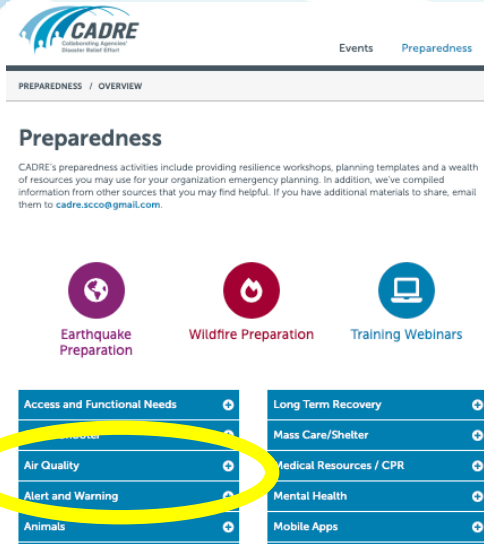 CADRE
Collaborating Agencies'
Disaster Relief Effort
Events Preparedness
PREPAREDNESS / OVERVIEW
Preparedness
CADRE's preparedness activities include providing resilience workshops, planning templates and a wealth
of resources you may use for your organization emergency planning. In addition, we've compiled
information from other sources that you may find helpful. If you have additional materials to share, email
them to cadre.scco@gmail.com.
Earthquake
Preparation
Wildfire Preparation
Training Webinars
Access and Functional Needs
Air Quality
Alert and Warning
Animals
Long Term Recovery
Mass Care/Shelter
Medical Resources / CPR
Mental Health
Mobile Apps